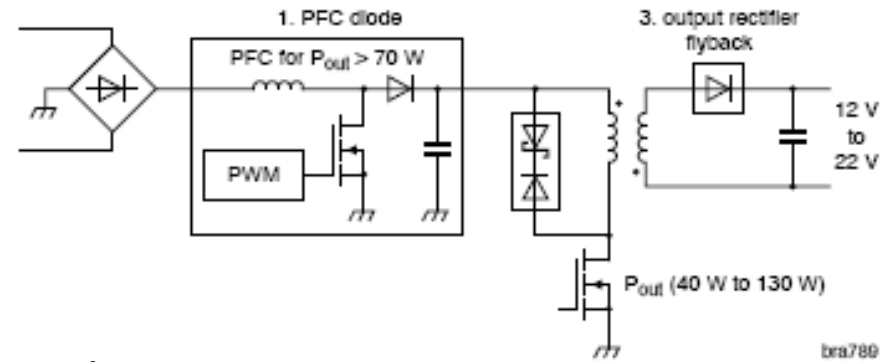 1. PFC diode
PFC for Pout > 70 W
PWM
3. output rectifier
flyback
12 V
to
22 V
Pout (40 W to 130 W)
bra789